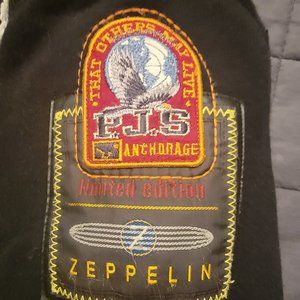 THAT OTHERS MAY LIVE
P.J.S
ANCHORAGE
limited edition
Z
ZEPPELIN